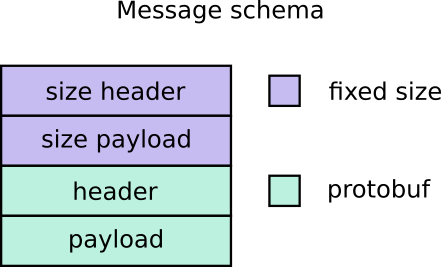 Message schema
size header
fixed size
size payload
header
protobuf
payload